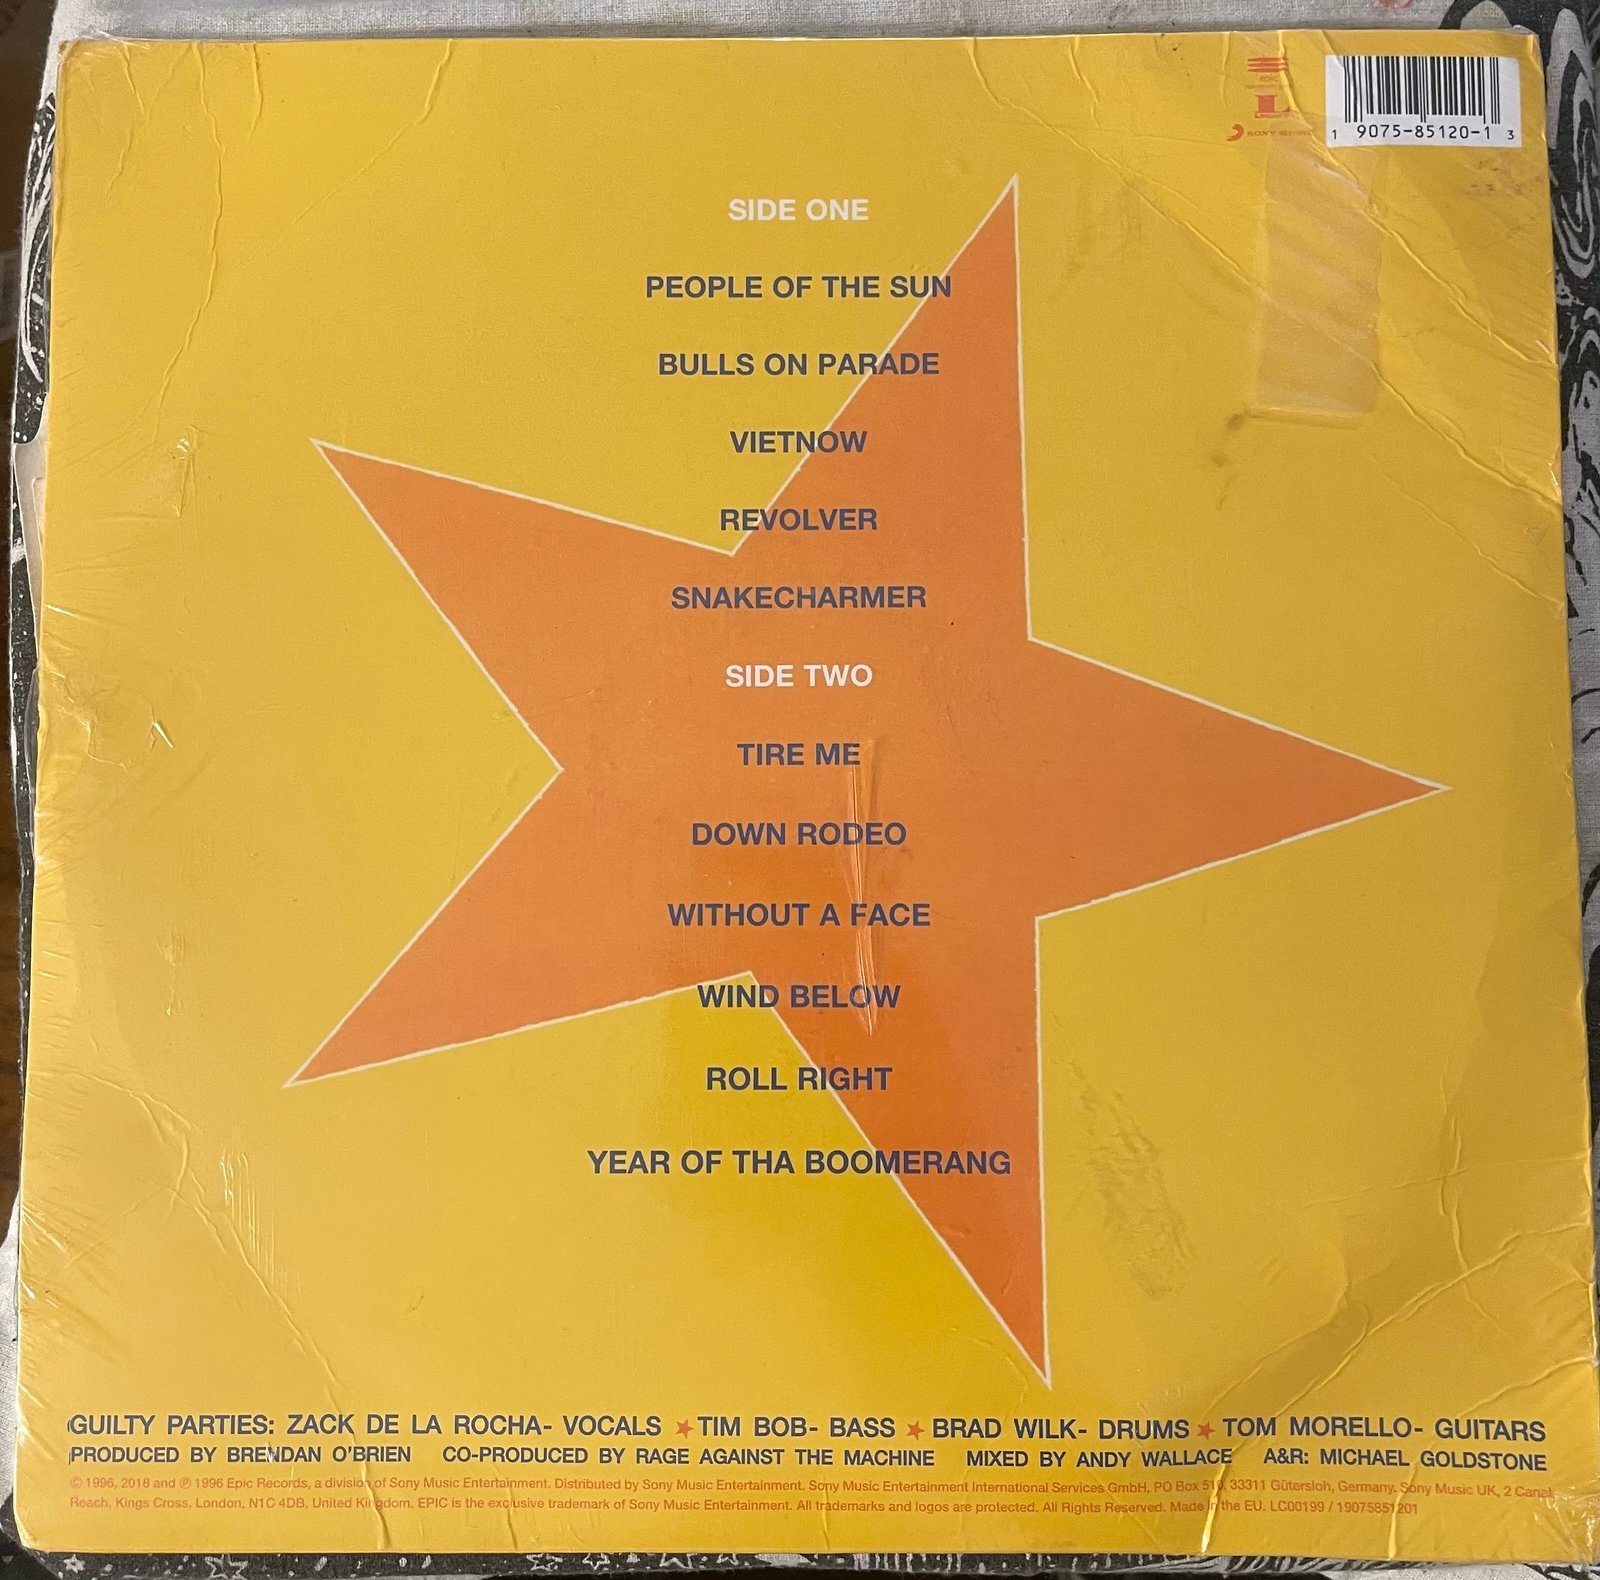 EPIC
L
LEGACY
SONY MUSIC
1 9075-85120-1 3
SIDE ONE
PEOPLE OF THE SUN
BULLS ON PARADE
VIETNOW
REVOLVER
SNAKECHARMER
SIDE TWO
TIRE ME
DOWN RODEO
WITHOUT A FACE
WIND BELOW
ROLL RIGHT
YEAR OF THA BOOMERANG
GUILTY PARTIES: ZACK DE LA ROCHA- VOCALS ★ TIM BOB- BASS ★ BRAD WILK- DRUMS ★ TOM MORELLO- GUITARS
PRODUCED BY BRENDAN O'BRIEN CO-PRODUCED BY RAGE AGAINST THE MACHINE MIXED BY ANDY WALLACE A&R: MICHAEL GOLDSTONE
© 1996, 2018 and ℗ 1996 Epic Records, a division of Sony Music Entertainment. Distributed by Sony Music Entertainment. Sony Music Entertainment International Services GmbH, PO Box 510, 33311 Gütersloh, Germany. Sony Music UK, 2 Canal
Reach, Kings Cross, London, N1C 4DB, United Kingdom. EPIC is the exclusive trademark of Sony Music Entertainment. All trademarks and logos are protected. All Rights Reserved. Made in the EU. LC00199 / 19075851201